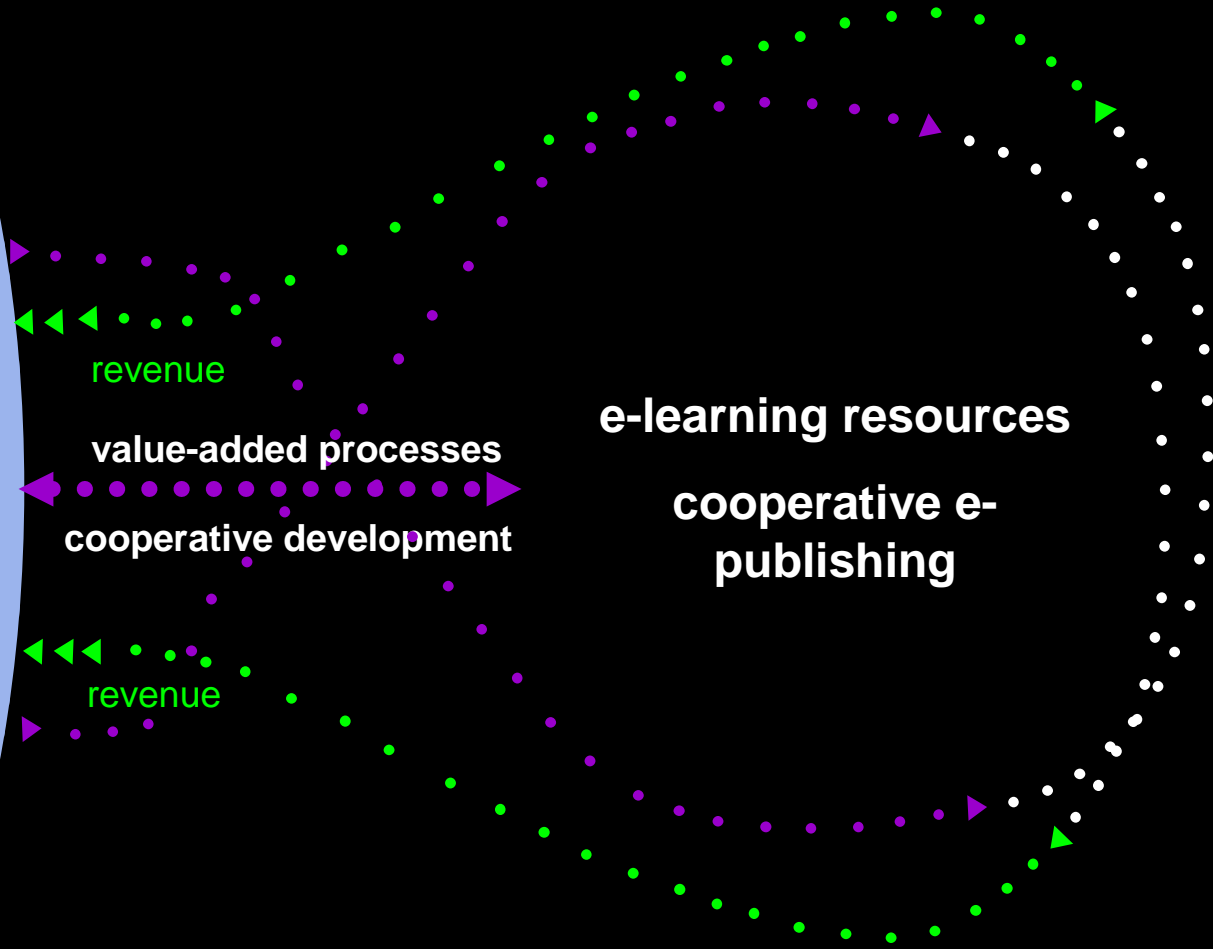 revenue
e-learning resources
value-added processes
cooperative e-
publishing
cooperative development
revenue